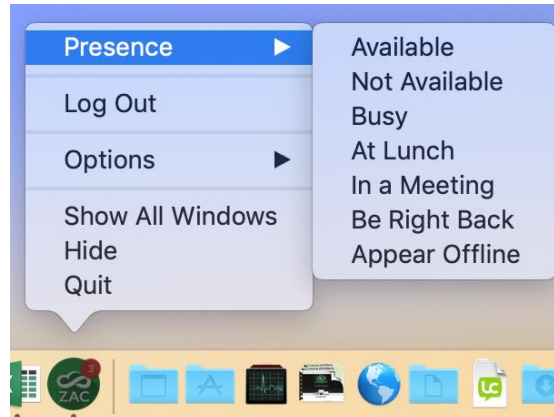 Presence
Log Out
Options
Show All Windows
Hide
Quit
Available
Not Available
Busy
At Lunch
In a Meeting
Be Right Back
Appear Offline
3
ZAC
LC